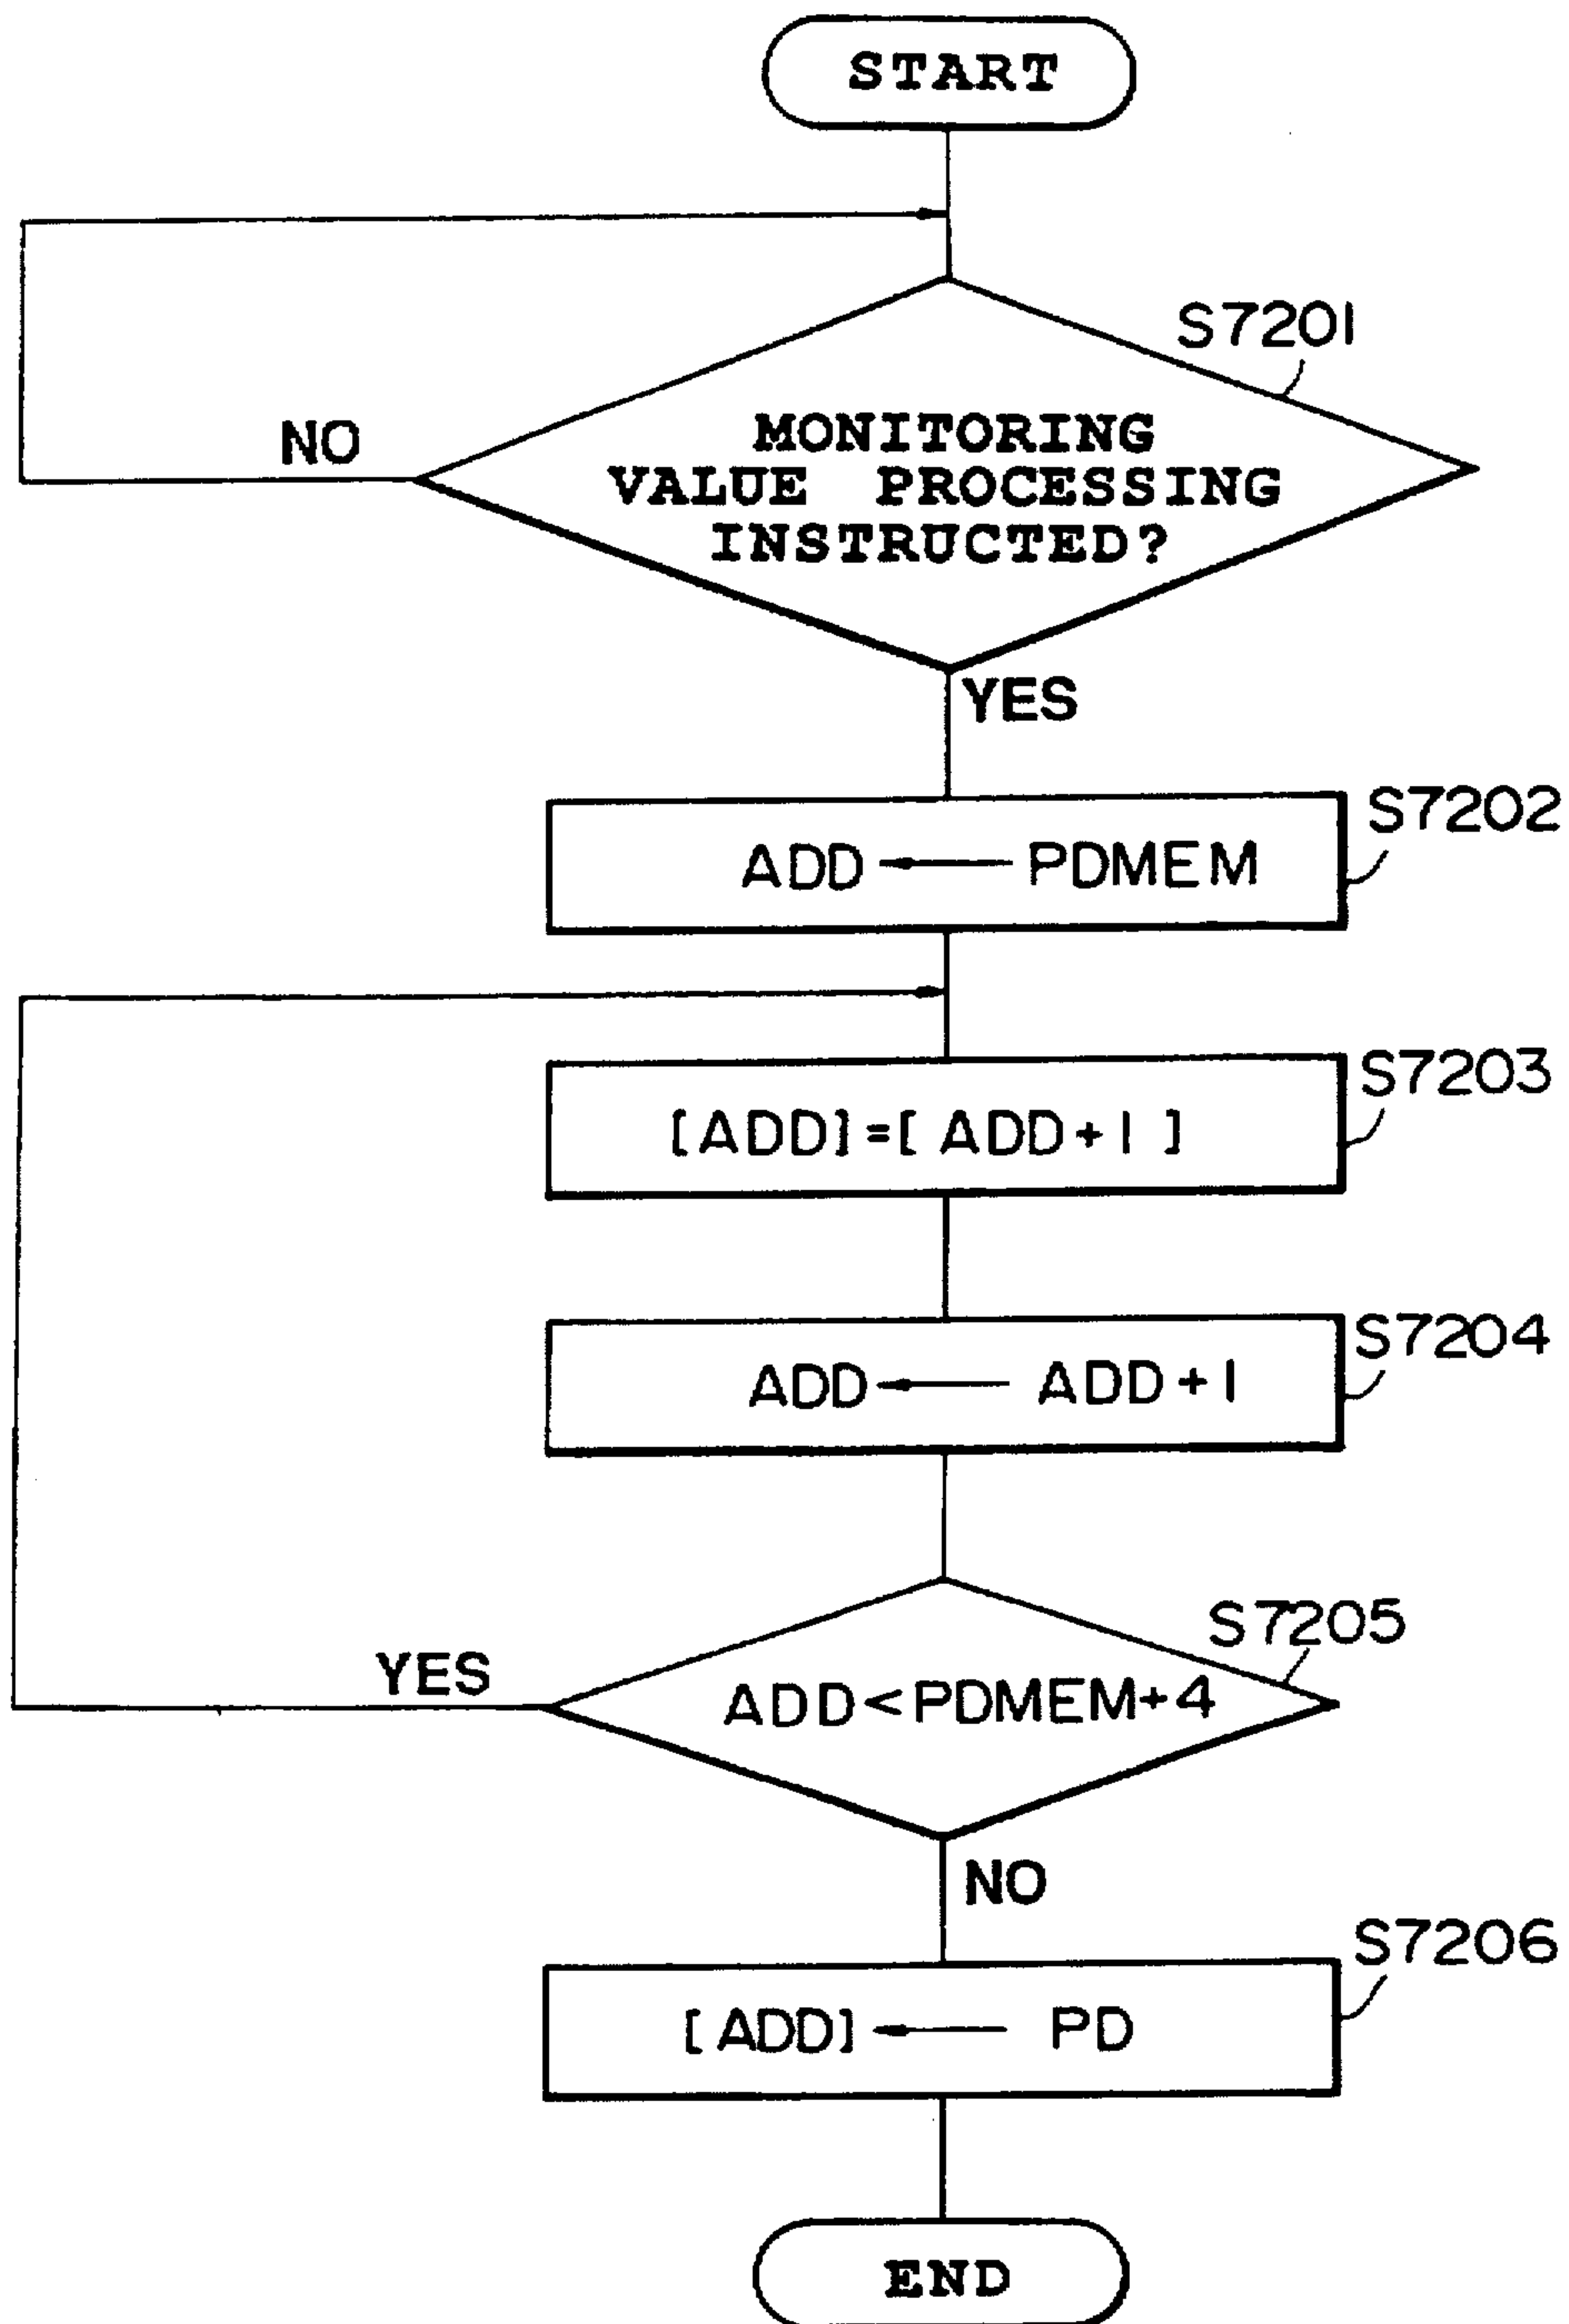 START
S7201
NO
MONITORING
VALUE PROCESSING
INSTRUCTED?
YES
S7202
ADD ← PDMEM
S7203
[ADD]=[ ADD+1 ]
S7204
ADD ← ADD+1
S7205
YES
ADD<PDMEM+4
NO
S7206
[ADD] ← PD
END